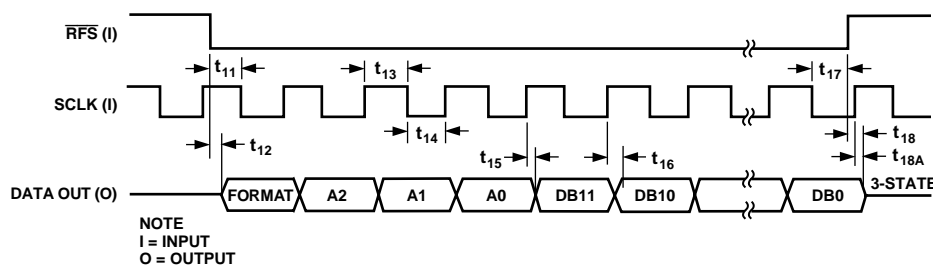 RFS (I)
t11 t13 t17
SCLK (I)
t12 t14 t15 t16 t18
t18A
3-STATE
DATA OUT (O) FORMAT A2 A1 A0 DB11 DB10 DB0
NOTE
I = INPUT
O = OUTPUT